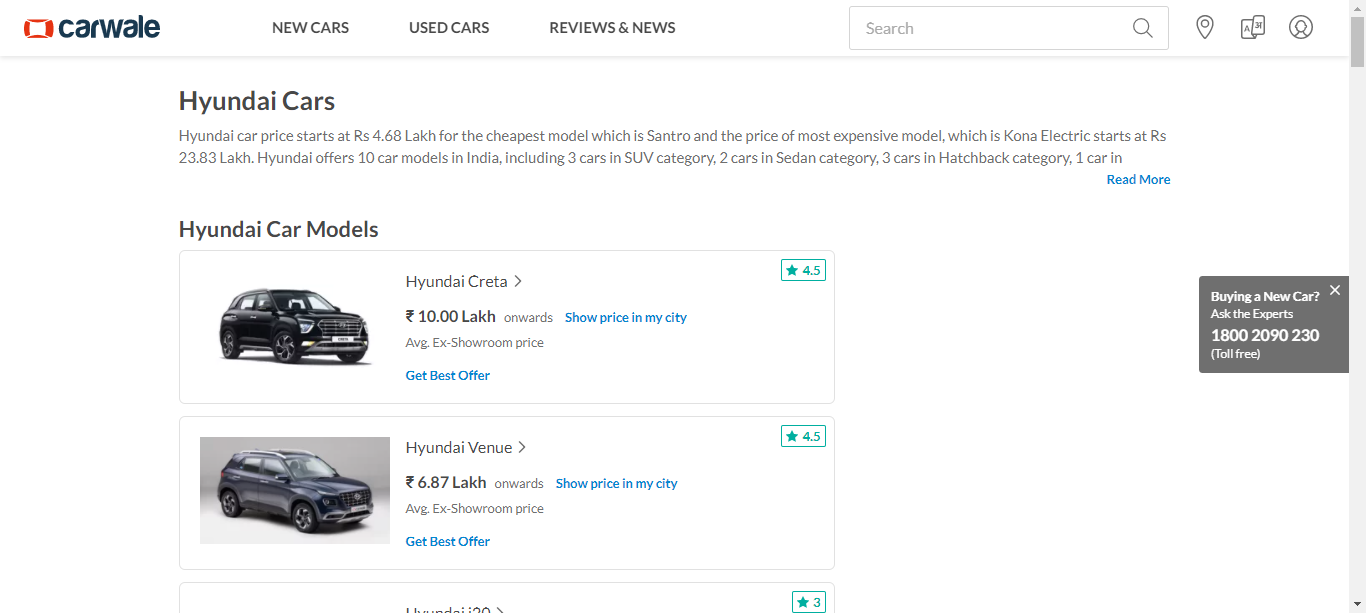 carwale
NEW CARS
USED CARS
REVIEWS & NEWS
Search
Hyundai Cars
Hyundai car price starts at Rs 4.68 Lakh for the cheapest model which is Santro and the price of most expensive model, which is Kona Electric starts at Rs
23.83 Lakh. Hyundai offers 10 car models in India, including 3 cars in SUV category, 2 cars in Sedan category, 3 cars in Hatchback category, 1 car in
Read More
Hyundai Car Models
4.5
Hyundai Creta
₹ 10.00 Lakh onwards Show price in my city
Avg. Ex-Showroom price
Get Best Offer
Buying a New Car?
Ask the Experts
1800 2090 230
(Toll free)
4.5
Hyundai Venue
₹ 6.87 Lakh onwards Show price in my city
Avg. Ex-Showroom price
Get Best Offer
3
Hyundai i20